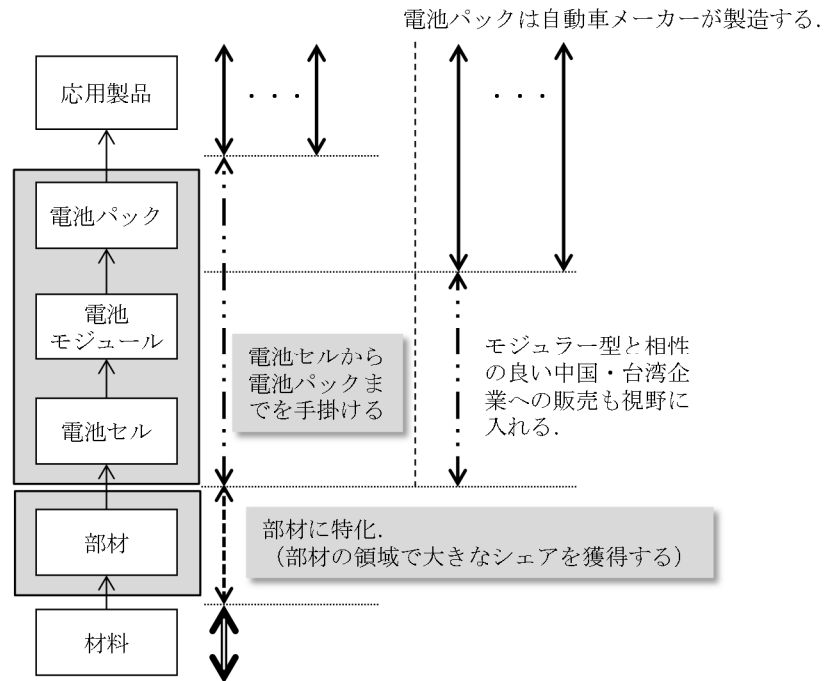 電池パックは自動車メーカーが製造する.
応用製品
・・・
・・・
電池パック
電池
モジュール
電池セルから
電池パックま
でを手掛ける
モジュラー型と相性
の良い中国・台湾企
業への販売も視野に
入れる.
電池セル
部材
部材に特化.
(部材の領域で大きなシェアを獲得する)
材料